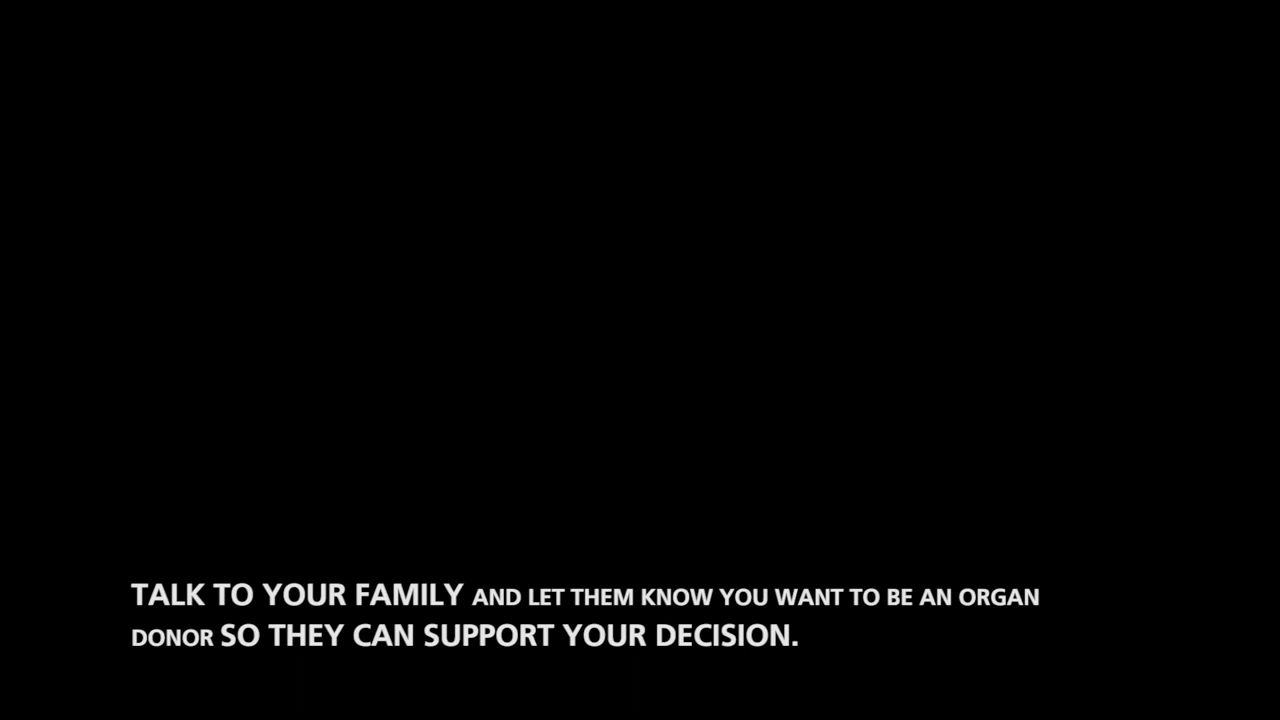 TALK TO YOUR FAMILY AND LET THEM KNOW YOU WANT TO BE AN ORGAN
DONOR SO THEY CAN SUPPORT YOUR DECISION.